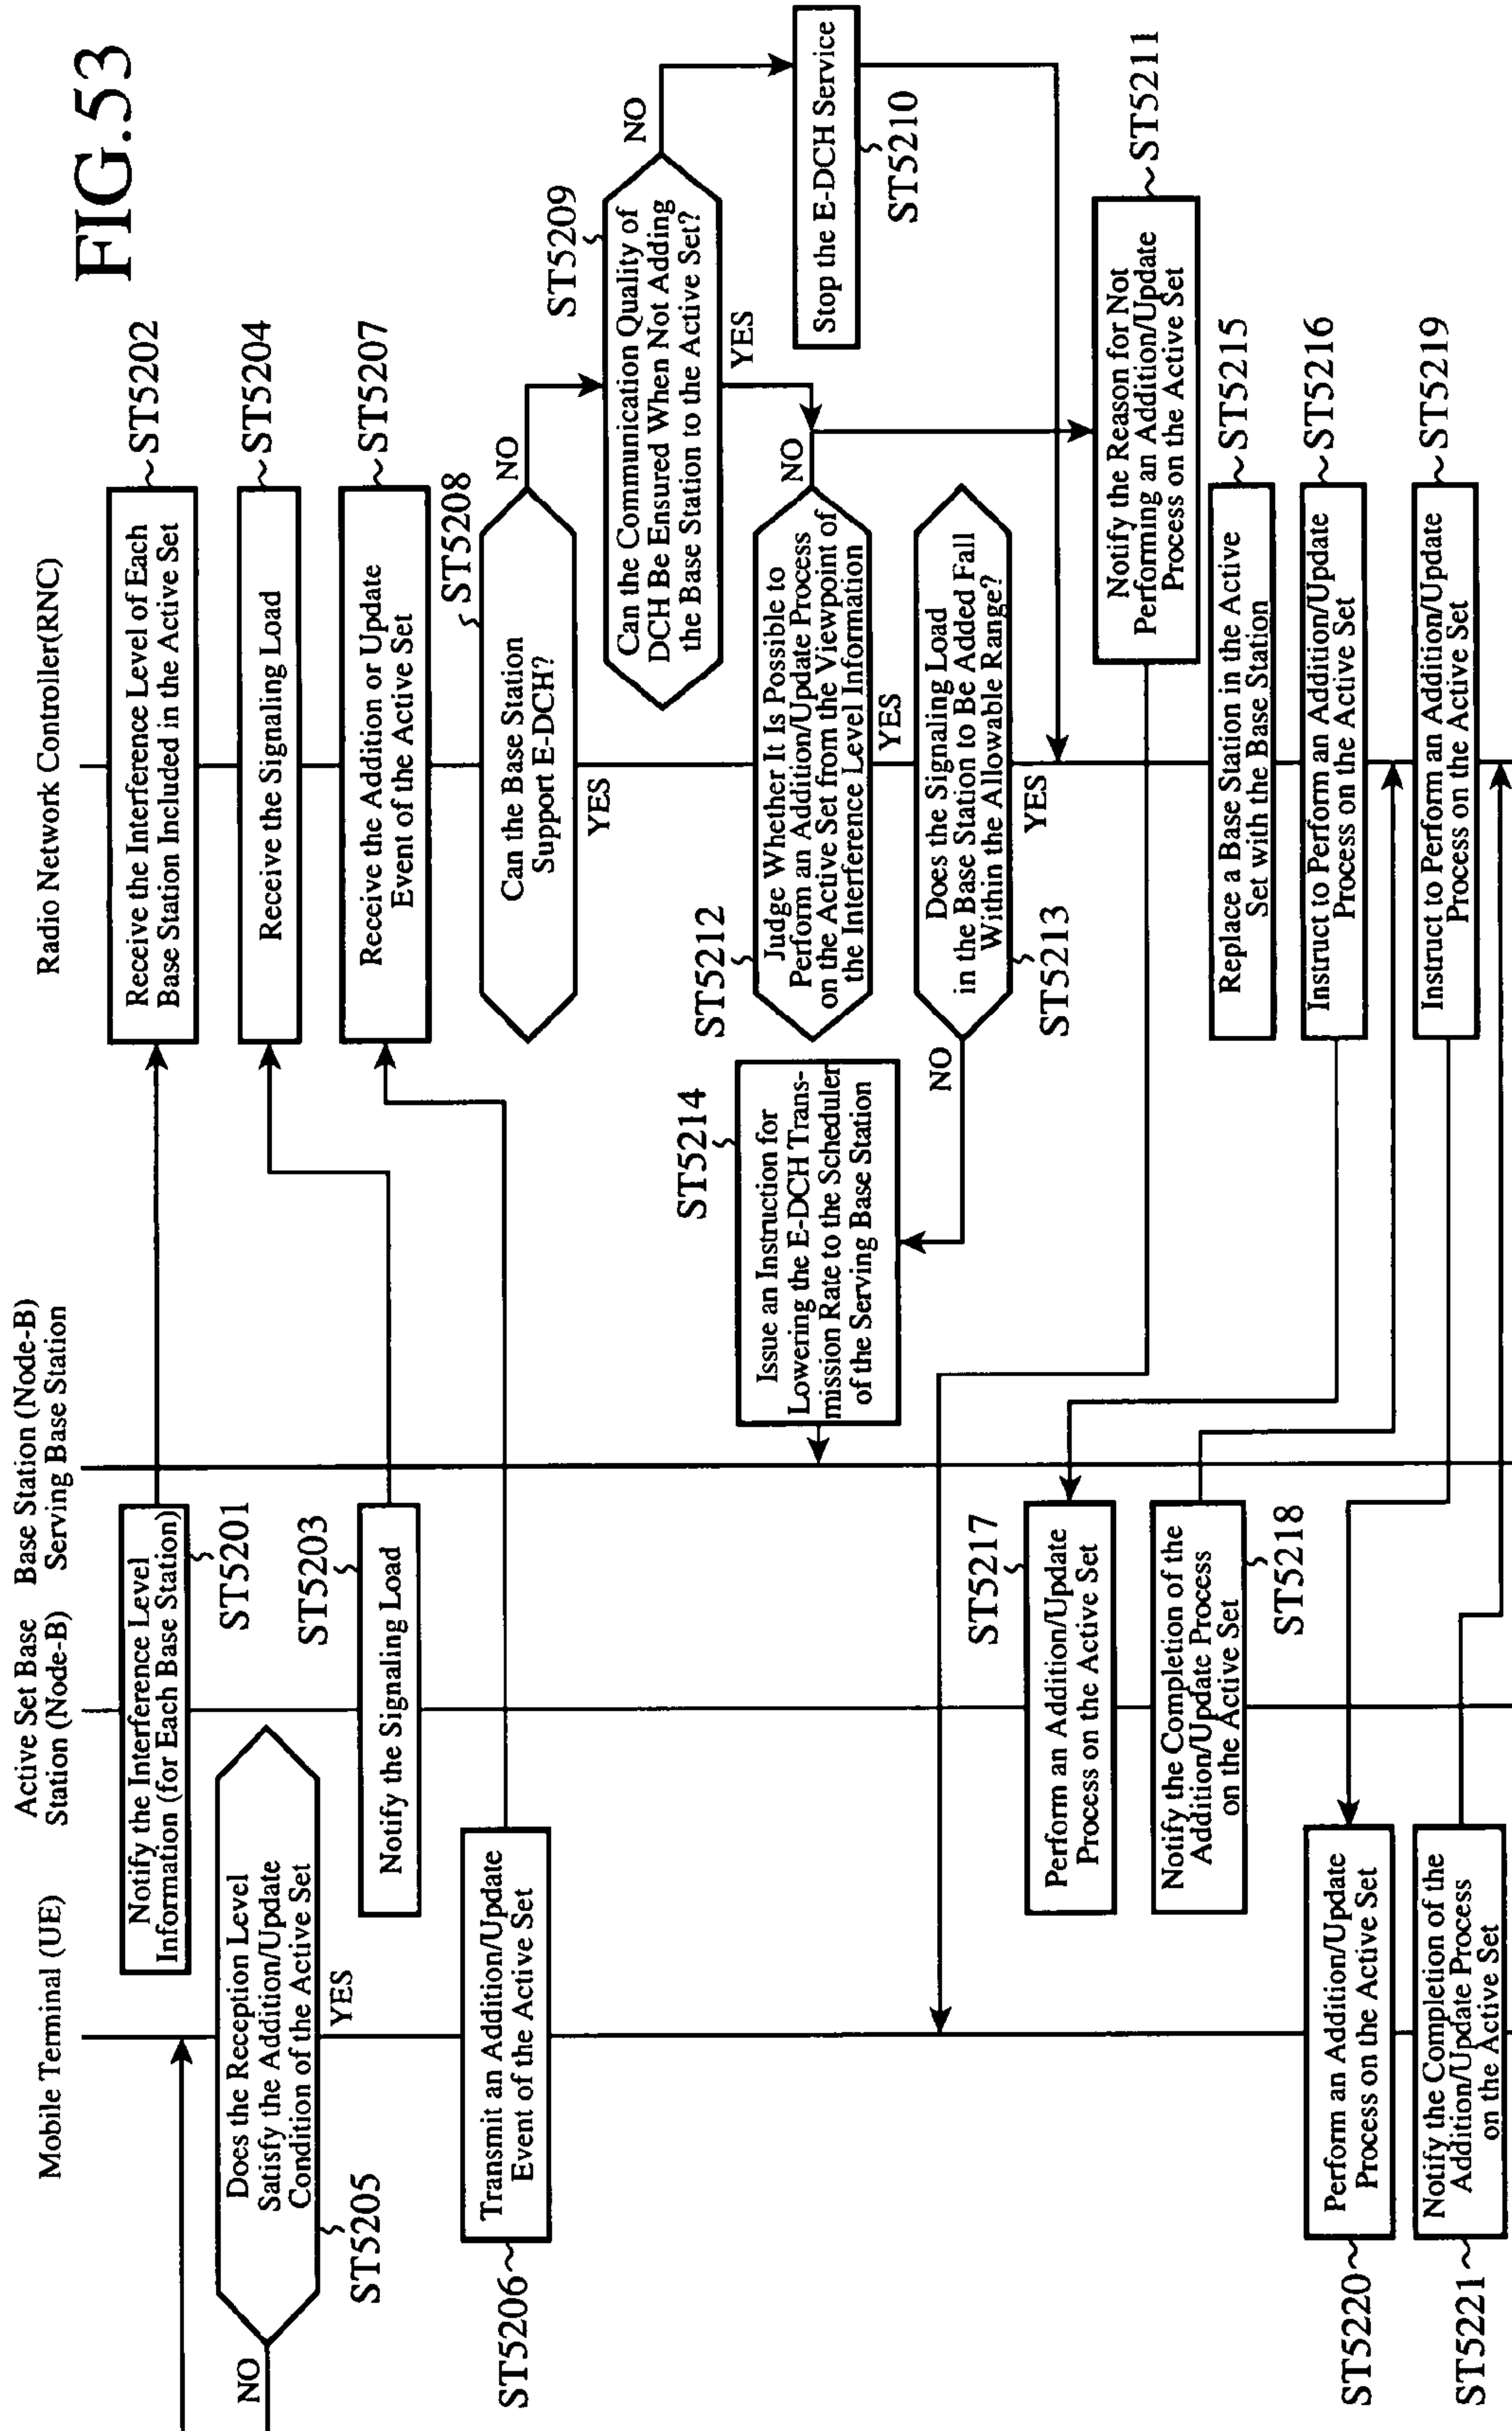 FIG.53
Mobile Terminal (UE)
Active Set Base
Station (Node-B)
Base Station (Node-B)
Serving Base Station
Radio Network Controller(RNC)
Notify the Interference Level
Information (for Each Base Station)
ST5201
Receive the Interference Level of Each
Base Station Included in the Active Set
ST5202
Does the Reception Level
Satisfy the Addition/Update
Condition of the Active Set
NO
YES
ST5205
Notify the Signaling Load
ST5203
Receive the Signaling Load
ST5204
Transmit an Addition/Update
Event of the Active Set
ST5206
Receive the Addition or Update
Event of the Active Set
ST5207
Can the Base Station
Support E-DCH?
ST5208
NO
YES
Can the Communication Quality of
DCH Be Ensured When Not Adding
the Base Station to the Active Set?
ST5209
NO
YES
Stop the E-DCH Service
ST5210
Judge Whether It Is Possible to
Perform an Addition/Update Process
on the Active Set from the Viewpoint of
the Interference Level Information
ST5212
NO
YES
Does the Signaling Load
in the Base Station to Be Added Fall
Within the Allowable Range?
ST5213
NO
YES
Issue an Instruction for
Lowering the E-DCH Trans-
mission Rate to the Scheduler
of the Serving Base Station
ST5214
Notify the Reason for Not
Performing an Addition/Update
Process on the Active Set
ST5211
Replace a Base Station in the Active
Set with the Base Station
ST5215
Instruct to Perform an Addition/Update
Process on the Active Set
ST5216
Perform an Addition/Update
Process on the Active Set
ST5217
Notify the Completion of the
Addition/Update Process
on the Active Set
ST5218
Instruct to Perform an Addition/Update
Process on the Active Set
ST5219
Perform an Addition/Update
Process on the Active Set
ST5220
Notify the Completion of the
Addition/Update Process
on the Active Set
ST5221